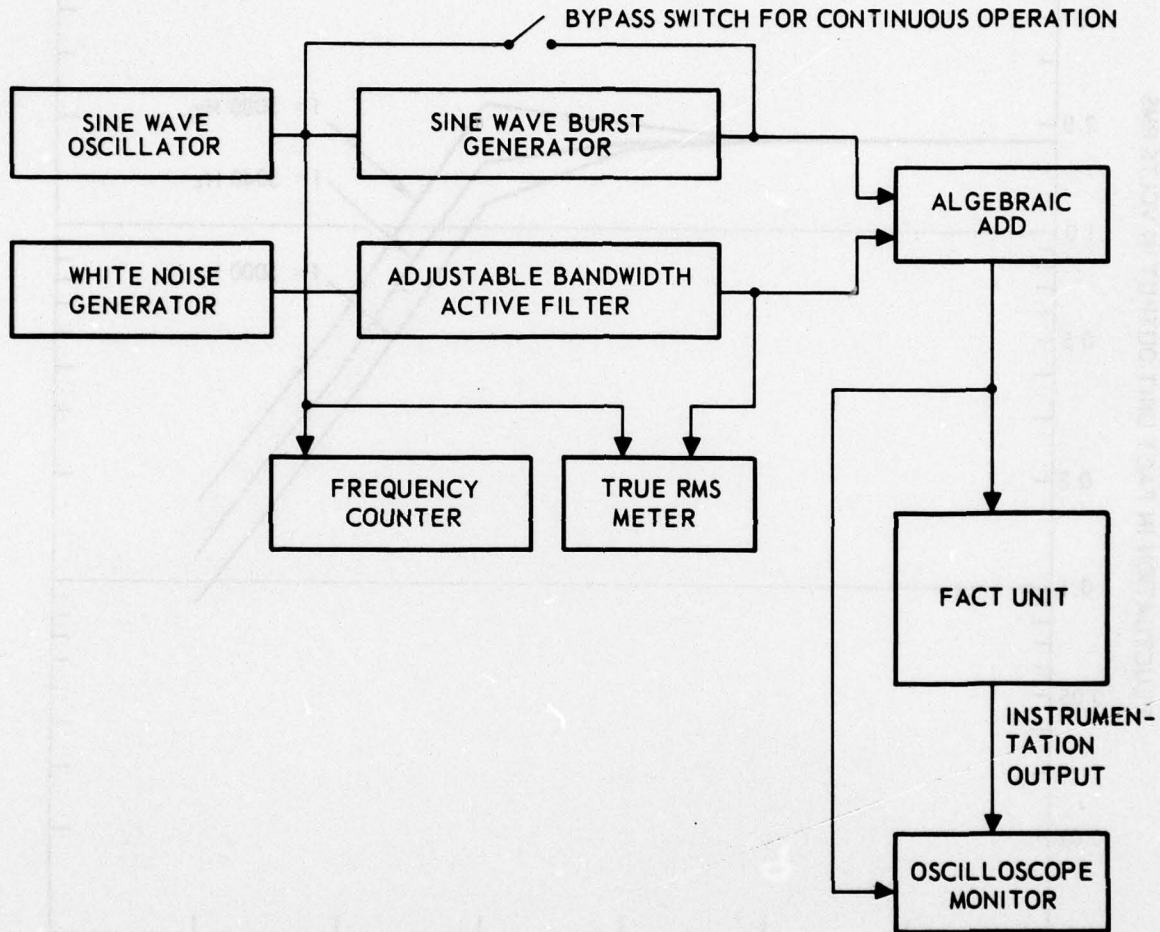 BYPASS SWITCH FOR CONTINUOUS OPERATION
SINE WAVE
OSCILLATOR
SINE WAVE BURST
GENERATOR
ALGEBRAIC
ADD
WHITE NOISE
GENERATOR
ADJUSTABLE BANDWIDTH
ACTIVE FILTER
FREQUENCY
COUNTER
TRUE RMS
METER
FACT UNIT
INSTRUMEN-
TATION
OUTPUT
OSCILLOSCOPE
MONITOR